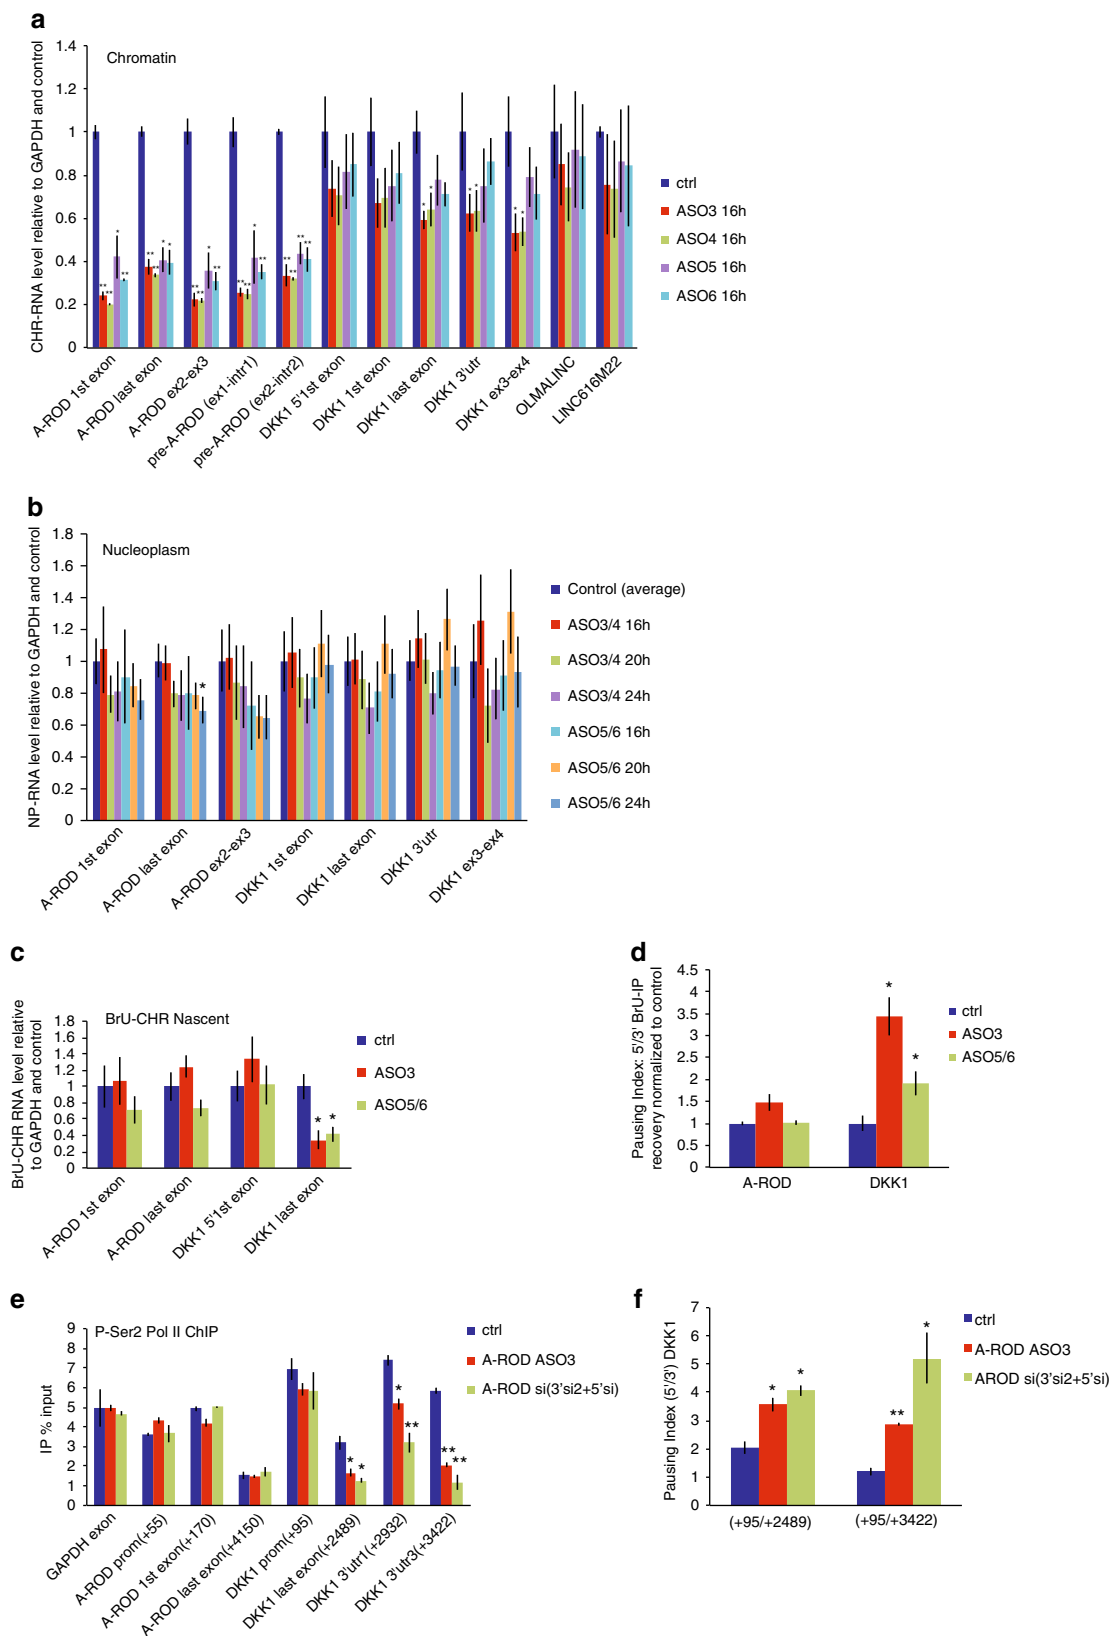 a
Chromatin
CHR-RNA level relative to GAPDH and control
1.4
1.2
1
0.8
0.6
0.4
0.2
0
ctrl
ASO3 16h
ASO4 16h
ASO5 16h
ASO6 16h
A-ROD 1st exon
A-ROD last exon
A-ROD ex2-ex3
pre-A-ROD (ex1-intr1)
pre-A-ROD (ex2-intr2)
DKK1 5'1st exon
DKK1 1st exon
DKK1 last exon
DKK1 3'utr
DKK1 ex3-ex4
OLMALINC
LINC616M22
b
Nucleoplasm
NP-RNA level relative to GAPDH and control
1.8
1.6
1.4
1.2
1
0.8
0.6
0.4
0.2
0
Control (average)
ASO3/4 16h
ASO3/4 20h
ASO3/4 24h
ASO5/6 16h
ASO5/6 20h
ASO5/6 24h
A-ROD 1st exon
A-ROD last exon
A-ROD ex2-ex3
DKK1 1st exon
DKK1 last exon
DKK1 3'utr
DKK1 ex3-ex4
c
BrU-CHR Nascent
BrU-CHR RNA level relative
to GAPDH and control
1.8
1.6
1.4
1.2
1
0.8
0.6
0.4
0.2
0
ctrl
ASO3
ASO5/6
A-ROD 1st exon
A-ROD last exon
DKK1 5'1st exon
DKK1 last exon
d
Pausing Index: 5'/3' BrU-IP
recovery normalized to control
4.5
4
3.5
3
2.5
2
1.5
1
0.5
0
ctrl
ASO3
ASO5/6
A-ROD
DKK1
e
P-Ser2 Pol II ChIP
IP % input
9
8
7
6
5
4
3
2
1
0
ctrl
A-ROD ASO3
A-ROD si(3'si2+5'si)
GAPDH exon
A-ROD prom(+55)
A-ROD 1st exon(+170)
A-ROD last exon(+4150)
DKK1 prom(+95)
DKK1 last exon(+2489)
DKK1 3'utr1(+2932)
DKK1 3'utr3(+3422)
f
Pausing Index (5'/3') DKK1
7
6
5
4
3
2
1
0
ctrl
A-ROD ASO3
AROD si(3'si2+5'si)
(+95/+2489)
(+95/+3422)